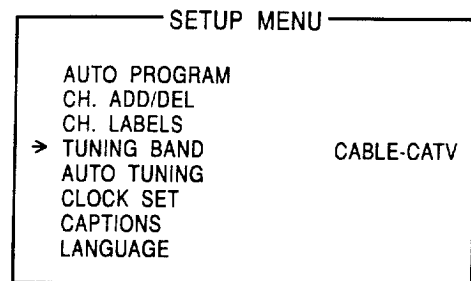 SETUP MENU
AUTO PROGRAM
CH. ADD/DEL
CH. LABELS
→ TUNING BAND CABLE-CATV
AUTO TUNING
CLOCK SET
CAPTIONS
LANGUAGE